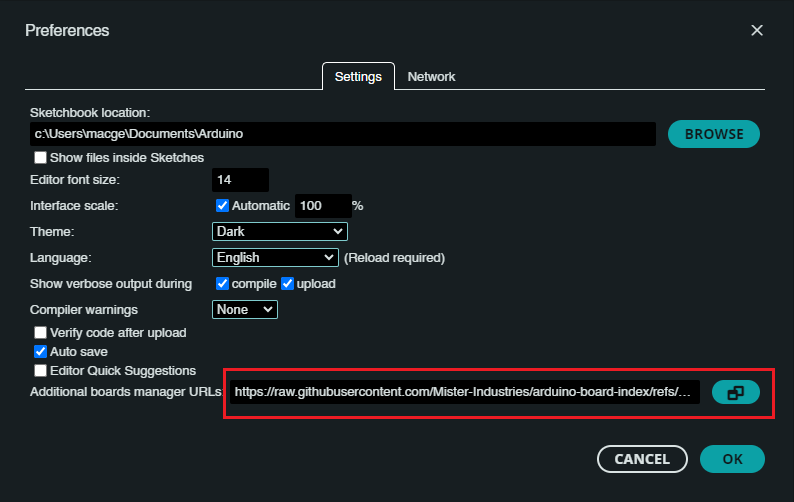 Preferences
Settings Network
Sketchbook location:
c:\Users\macge\Documents\Arduino BROWSE
Show files inside Sketches
Editor font size: 14
Interface scale: Automatic 100 %
Theme: Dark
Language: English (Reload required)
Show verbose output during compile upload
Compiler warnings None
Verify code after upload
Auto save
Editor Quick Suggestions
Additional boards manager URLs: https://raw.githubusercontent.com/Mister-Industries/arduino-board-index/refs/...
CANCEL OK